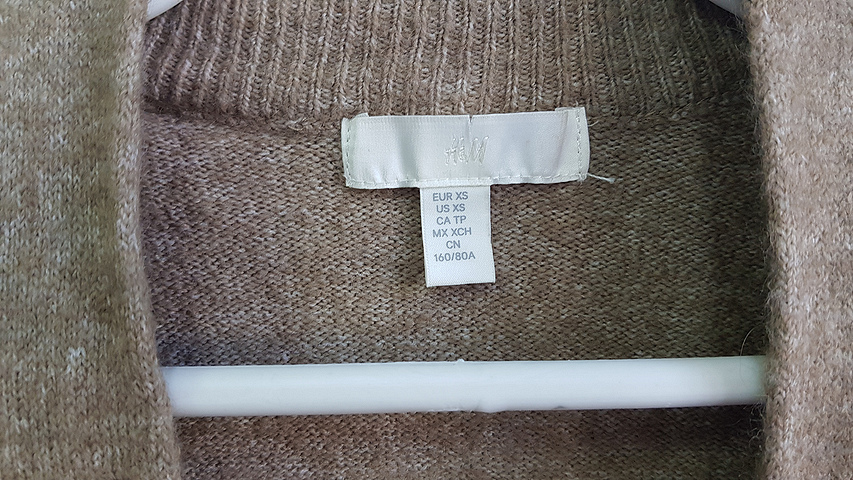 H&M
EUR XS
US XS
CA TP
MX XCH
CN
160/80A